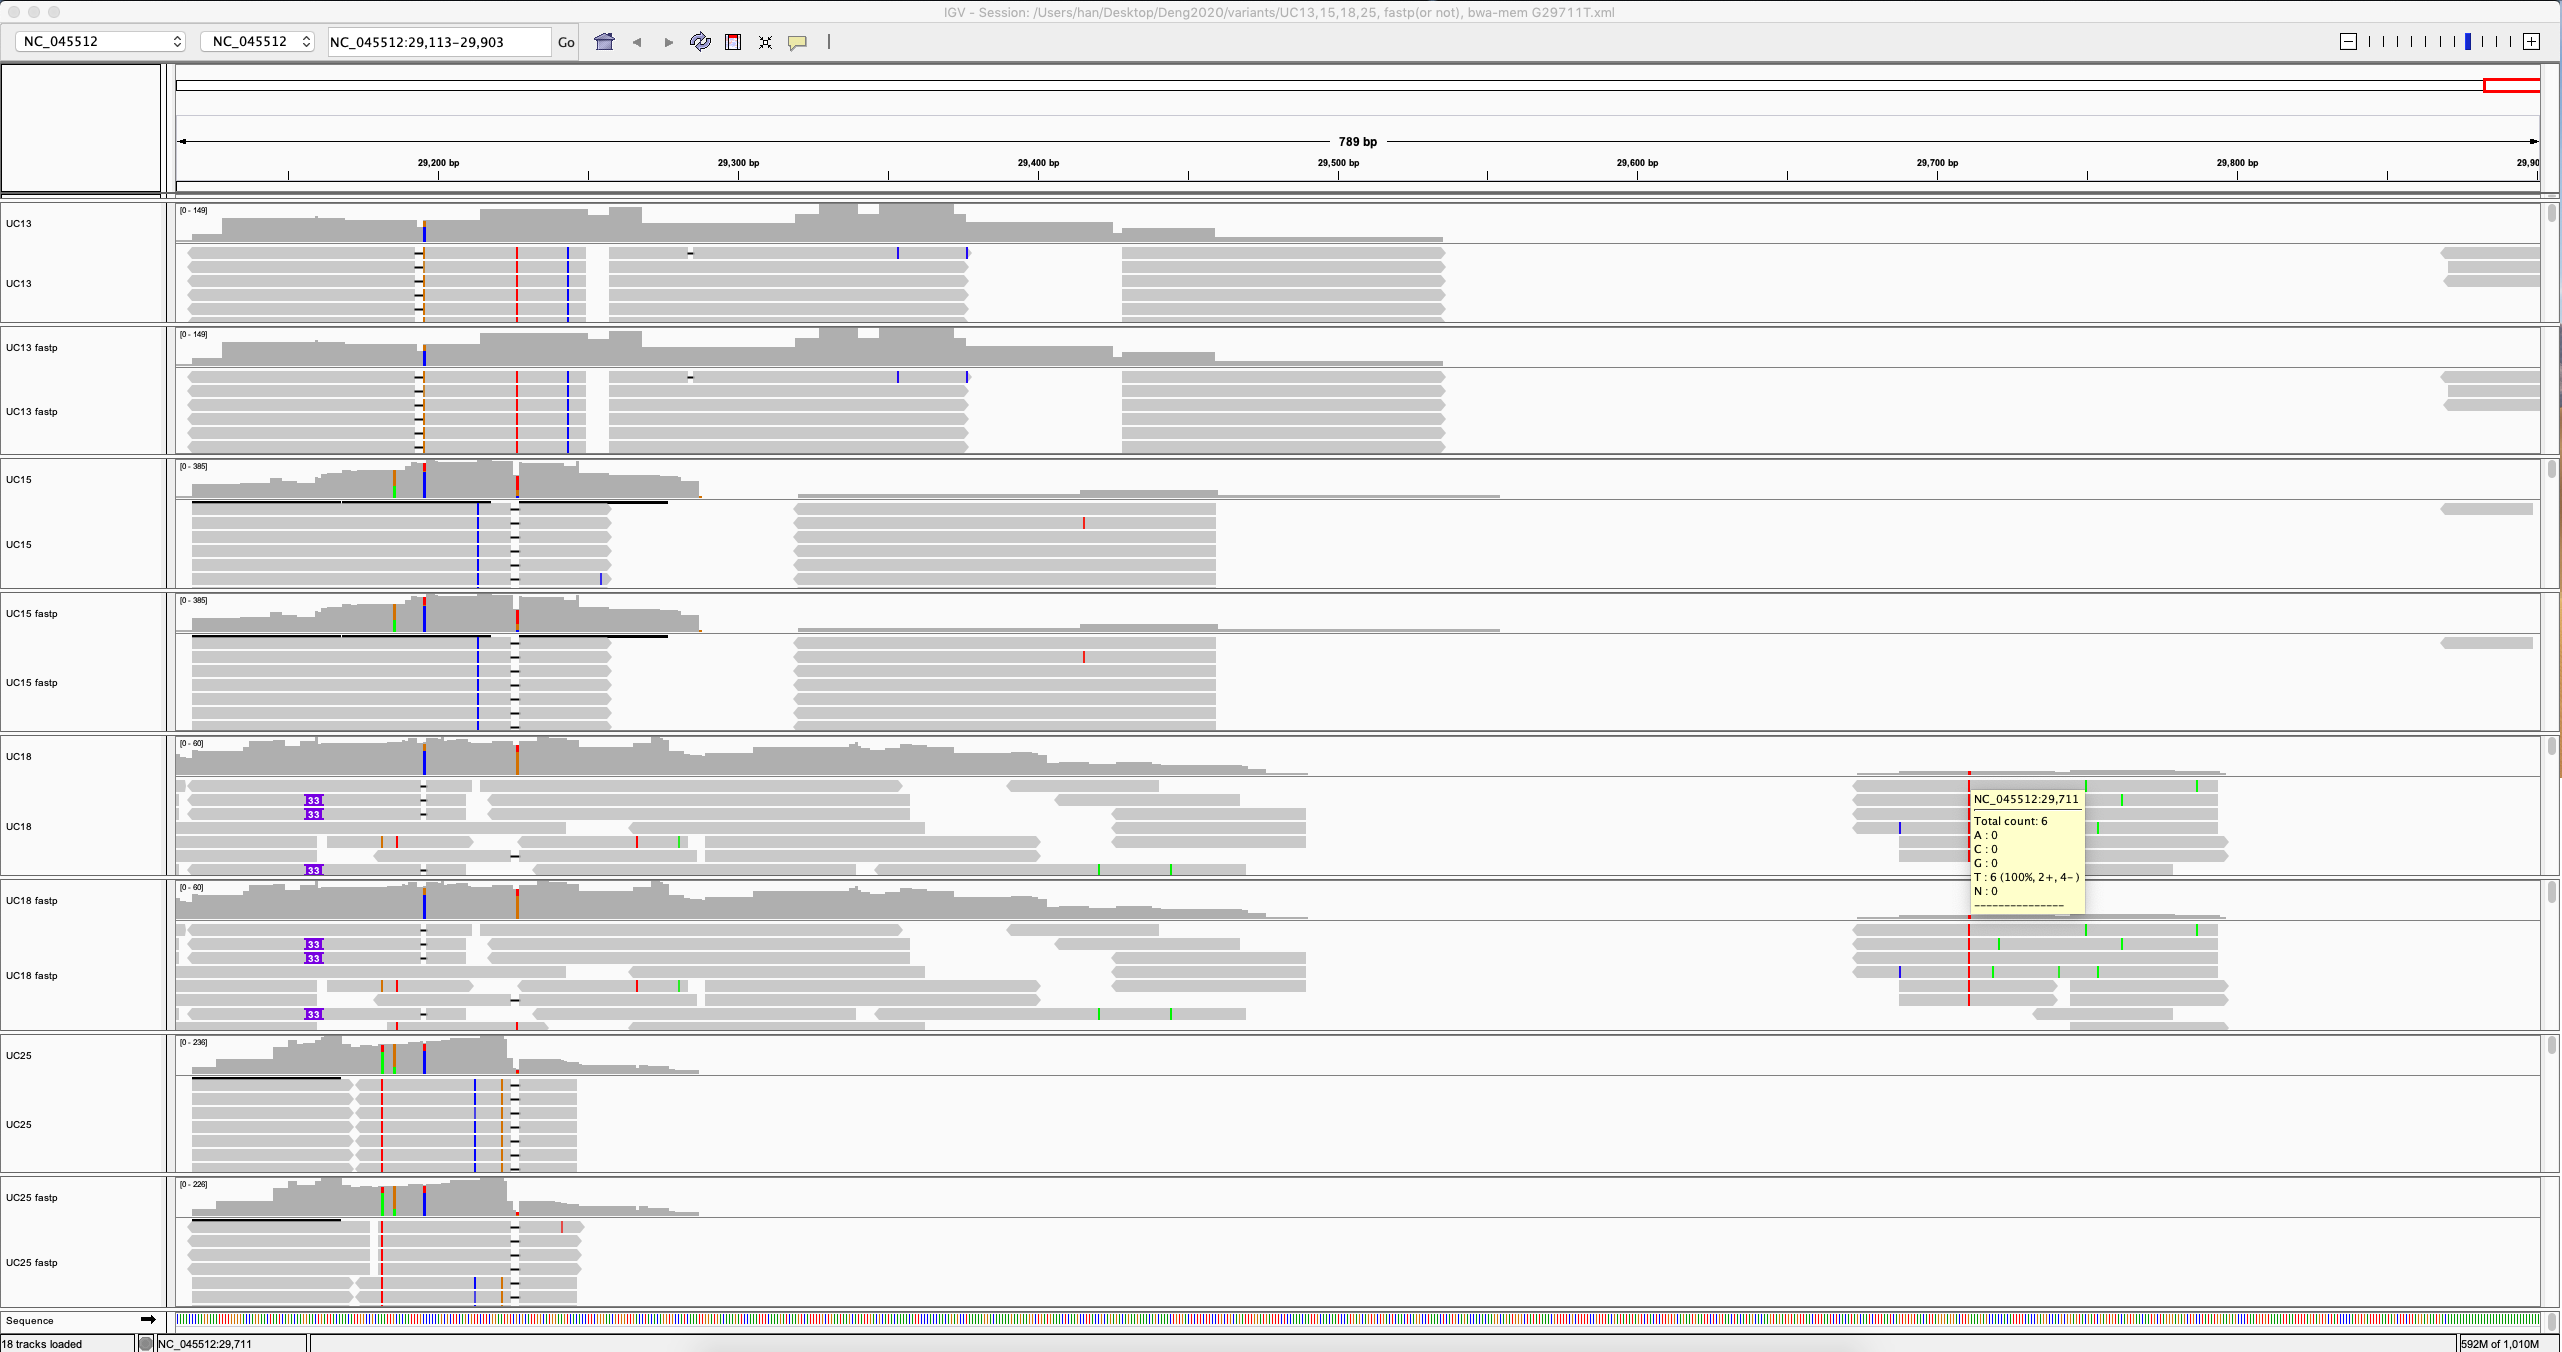 IGV - Session: /Users/han/Desktop/Deng2020/variants/UC13,15,18,25, fastp(or not), bwa-mem G29711T.xml
NC_045512 NC_045512 NC_045512:29,113-29,903 Go
789 bp
29,200 bp 29,300 bp 29,400 bp 29,500 bp 29,600 bp 29,700 bp 29,800 bp 29,90
[0 - 149]
UC13
UC13
[0 - 149]
UC13 fastp
UC13 fastp
[0 - 385]
UC15
UC15
[0 - 385]
UC15 fastp
UC15 fastp
[0 - 60]
UC18
33
33
UC18
33
NC_045512:29,711
Total count: 6
A : 0
C : 0
G : 0
T : 6 (100%, 2+, 4- )
N : 0
---------------
[0 - 60]
UC18 fastp
33
33
UC18 fastp
33
[0 - 236]
UC25
UC25
[0 - 226]
UC25 fastp
UC25 fastp
Sequence
18 tracks loaded NC_045512:29,711 592M of 1,010M